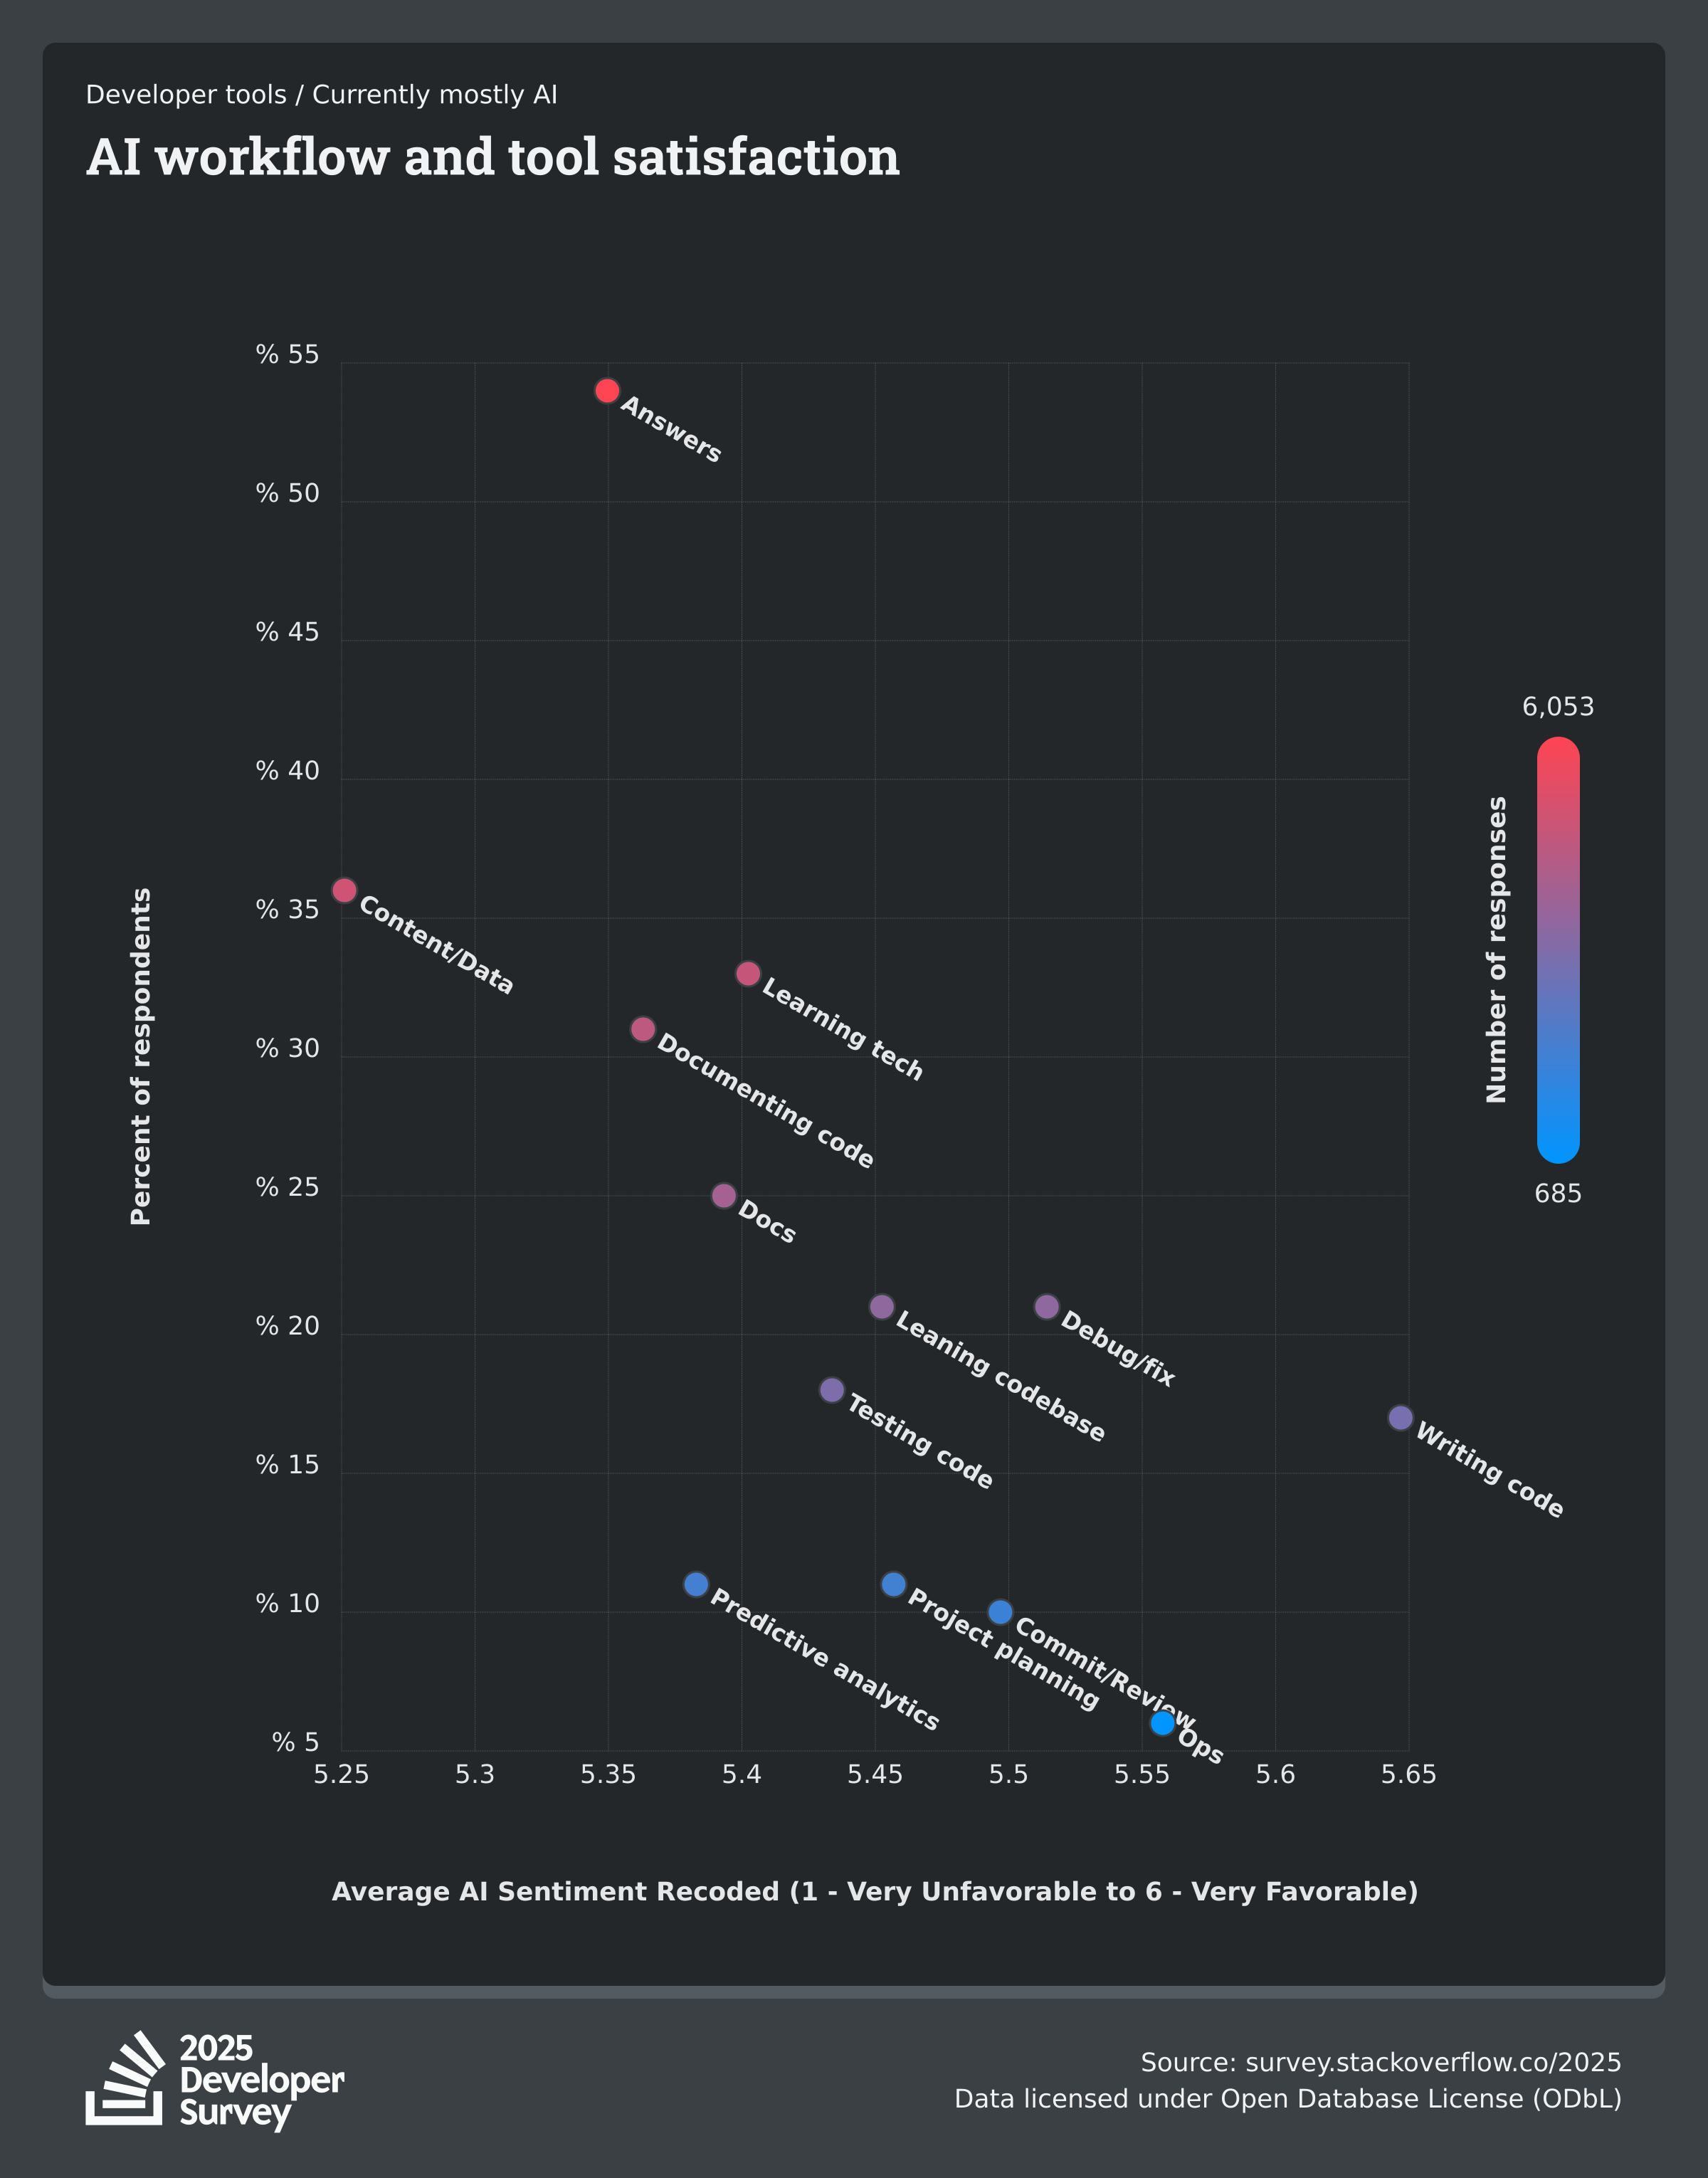 Developer tools / Currently mostly AI
AI workflow and tool satisfaction
% 55
% 50
% 45
% 40
% 35
% 30
% 25
% 20
% 15
% 10
% 5
Percent of respondents
Answers
Content/Data
Learning tech
Documenting code
Docs
Leaning codebase
Debug/fix
Testing code
Writing code
Predictive analytics
Project planning
Commit/Review
Ops
6,053
Number of responses
685
5.25 5.3 5.35 5.4 5.45 5.5 5.55 5.6 5.65
Average AI Sentiment Recoded (1 - Very Unfavorable to 6 - Very Favorable)
2025
Developer
Survey
Source: survey.stackoverflow.co/2025
Data licensed under Open Database License (ODbL)